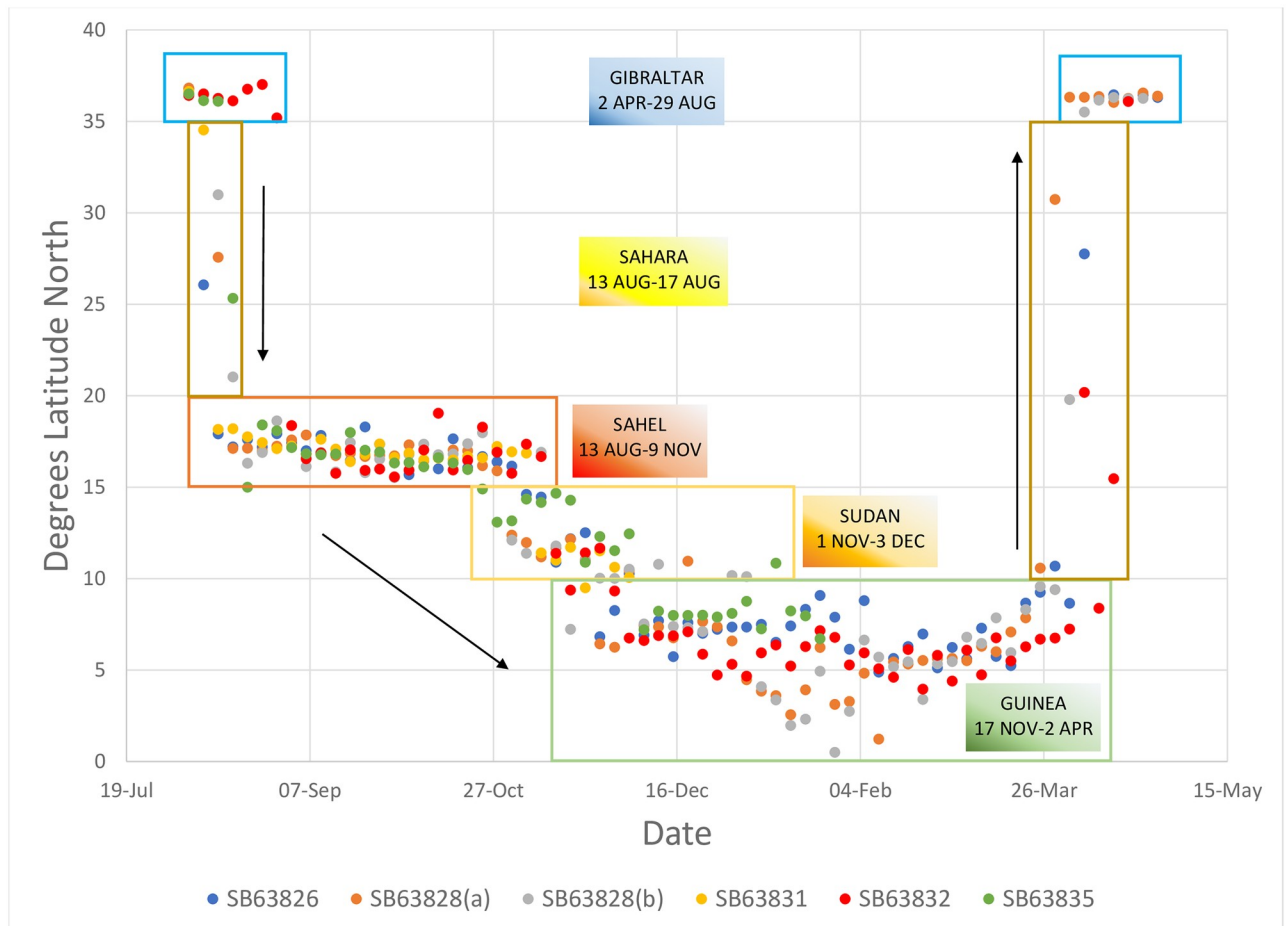 40
35
30
25
20
15
10
5
0
Degrees Latitude North
GIBRALTAR
2 APR-29 AUG
SAHARA
13 AUG-17 AUG
SAHEL
13 AUG-9 NOV
SUDAN
1 NOV-3 DEC
GUINEA
17 NOV-2 APR
19-Jul 07-Sep 27-Oct 16-Dec 04-Feb 26-Mar 15-May
Date
SB63826 SB63828(a) SB63828(b) SB63831 SB63832 SB63835